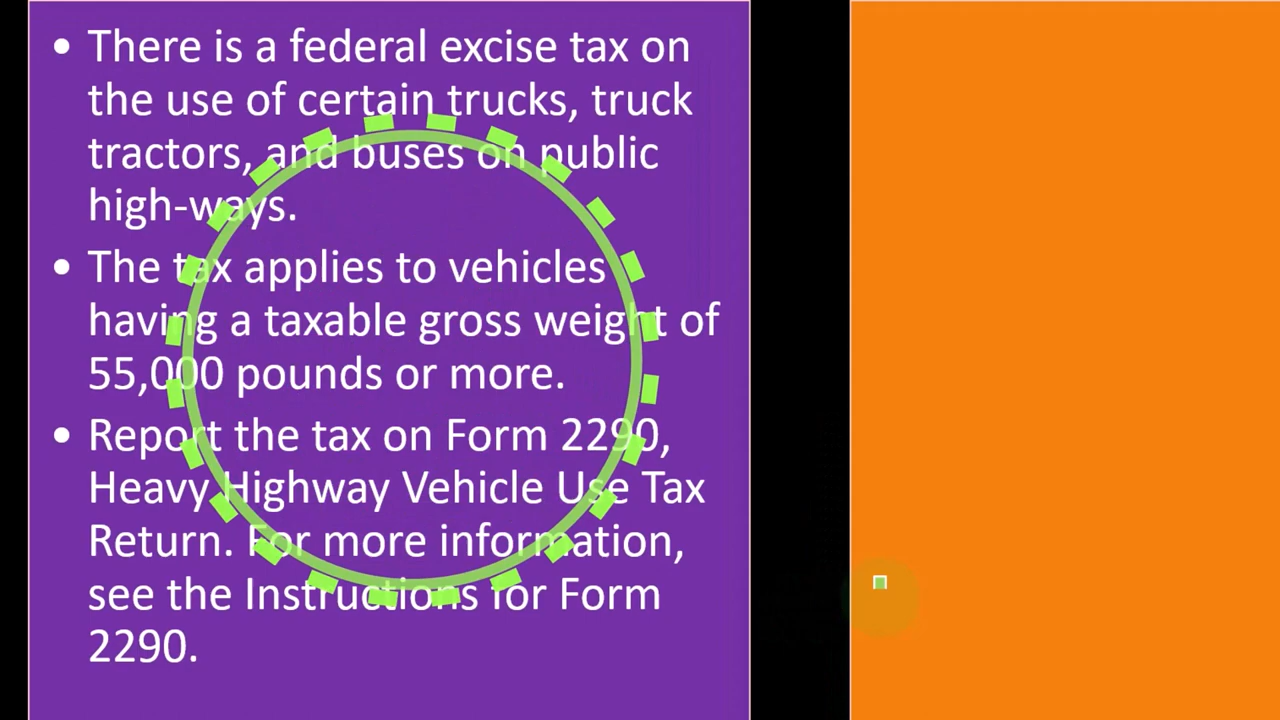 • There is a federal excise tax on
the use of certain trucks, truck
tractors, and buses on public
high-ways.
• The tax applies to vehicles
having a taxable gross weight of
55,000 pounds or more.
• Report the tax on Form 2290,
Heavy Highway Vehicle Use Tax
Return. For more information,
see the Instructions for Form
2290.